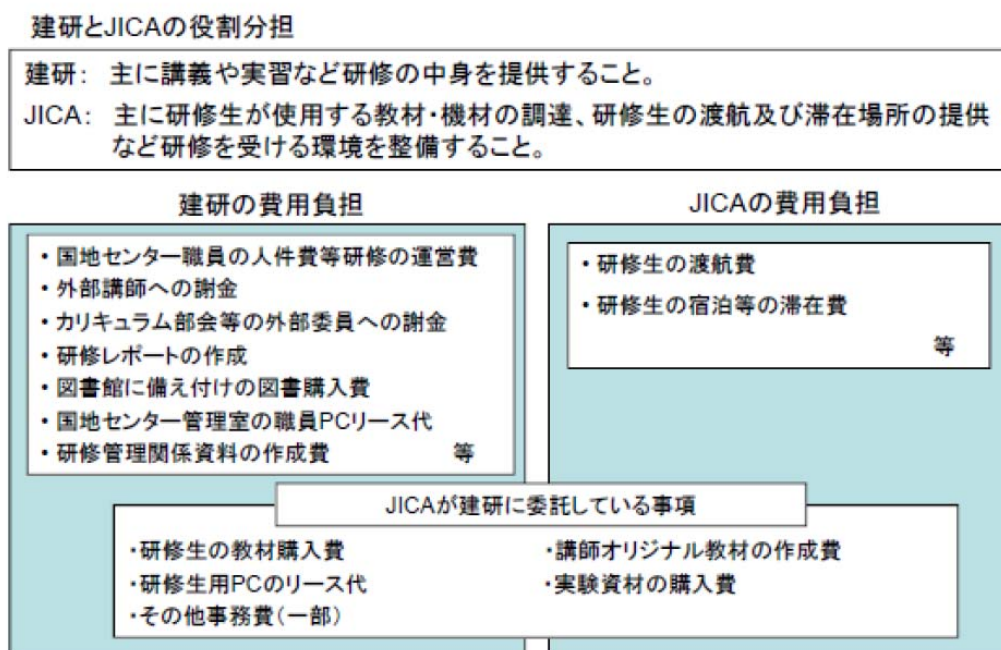 建研とJICAの役割分担
建研： 主に講義や実習など研修の中身を提供すること。
JICA： 主に研修生が使用する教材・機材の調達、研修生の渡航及び滞在場所の提供
など研修を受ける環境を整備すること。
建研の費用負担
・国地センター職員の人件費等研修の運営費
・外部講師への謝金
・カリキュラム部会等の外部委員への謝金
・研修レポートの作成
・図書館に備え付けの図書購入費
・国地センター管理室の職員PCリース代
・研修管理関係資料の作成費 等
JICAの費用負担
・研修生の渡航費
・研修生の宿泊等の滞在費
等
JICAが建研に委託している事項
・研修生の教材購入費
・研修生用PCのリース代
・その他事務費（一部）
・講師オリジナル教材の作成費
・実験資材の購入費